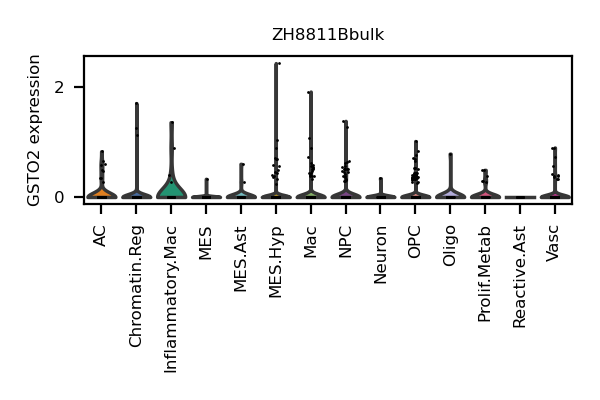 ZH8811Bbulk
GSTO2 expression
2
0
AC
Chromatin.Reg
Inflammatory.Mac
MES
MES.Ast
MES.Hyp
Mac
NPC
Neuron
OPC
Oligo
Prolif.Metab
Reactive.Ast
Vasc